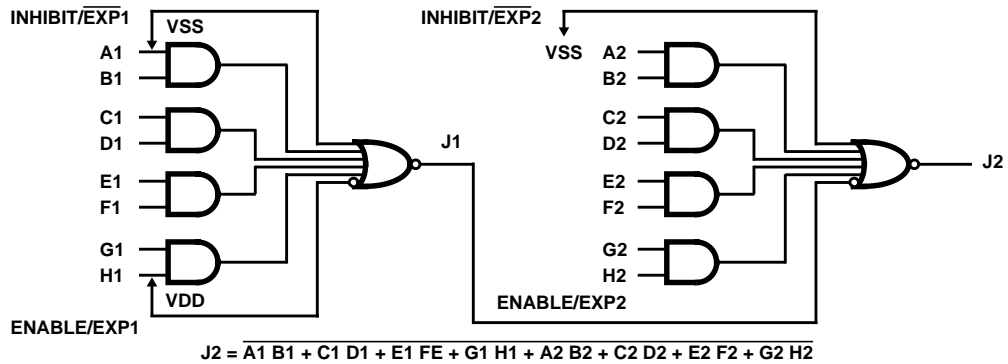 INHIBIT/E̅X̅P̅1
VSS
A1
B1
C1
D1
E1
F1
G1
H1
VDD
ENABLE/EXP1
J1
INHIBIT/E̅X̅P̅2
VSS
A2
B2
C2
D2
E2
F2
G2
H2
ENABLE/EXP2
J2
J2 = A1 B1 + C1 D1 + E1 FE + G1 H1 + A2 B2 + C2 D2 + E2 F2 + G2 H2